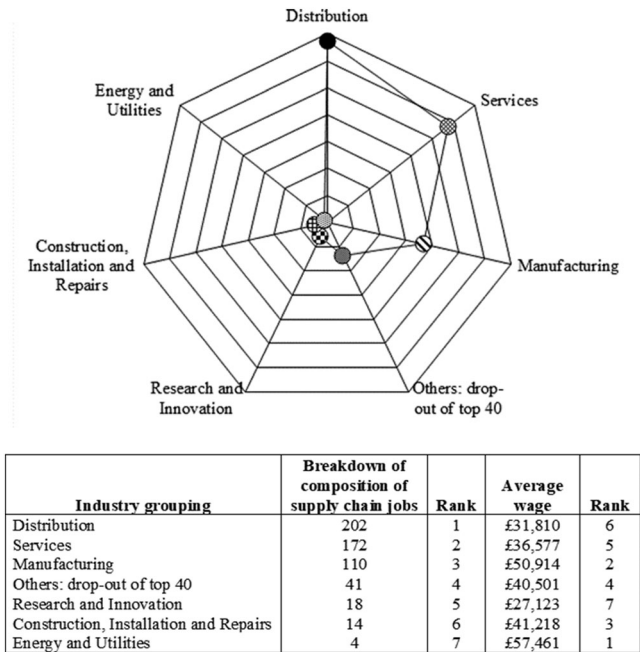 Distribution
Energy and
Utilities
Services
Construction,
Installation and
Repairs
Manufacturing
Research and
Innovation
Others: drop-
out of top 40
Industry grouping | Breakdown of composition of supply chain jobs | Rank | Average wage | Rank
Distribution 202 1 £31,810 6
Services 172 2 £36,577 5
Manufacturing 110 3 £50,914 2
Others: drop-out of top 40 41 4 £40,501 4
Research and Innovation 18 5 £27,123 7
Construction, Installation and Repairs 14 6 £41,218 3
Energy and Utilities 4 7 £57,461 1